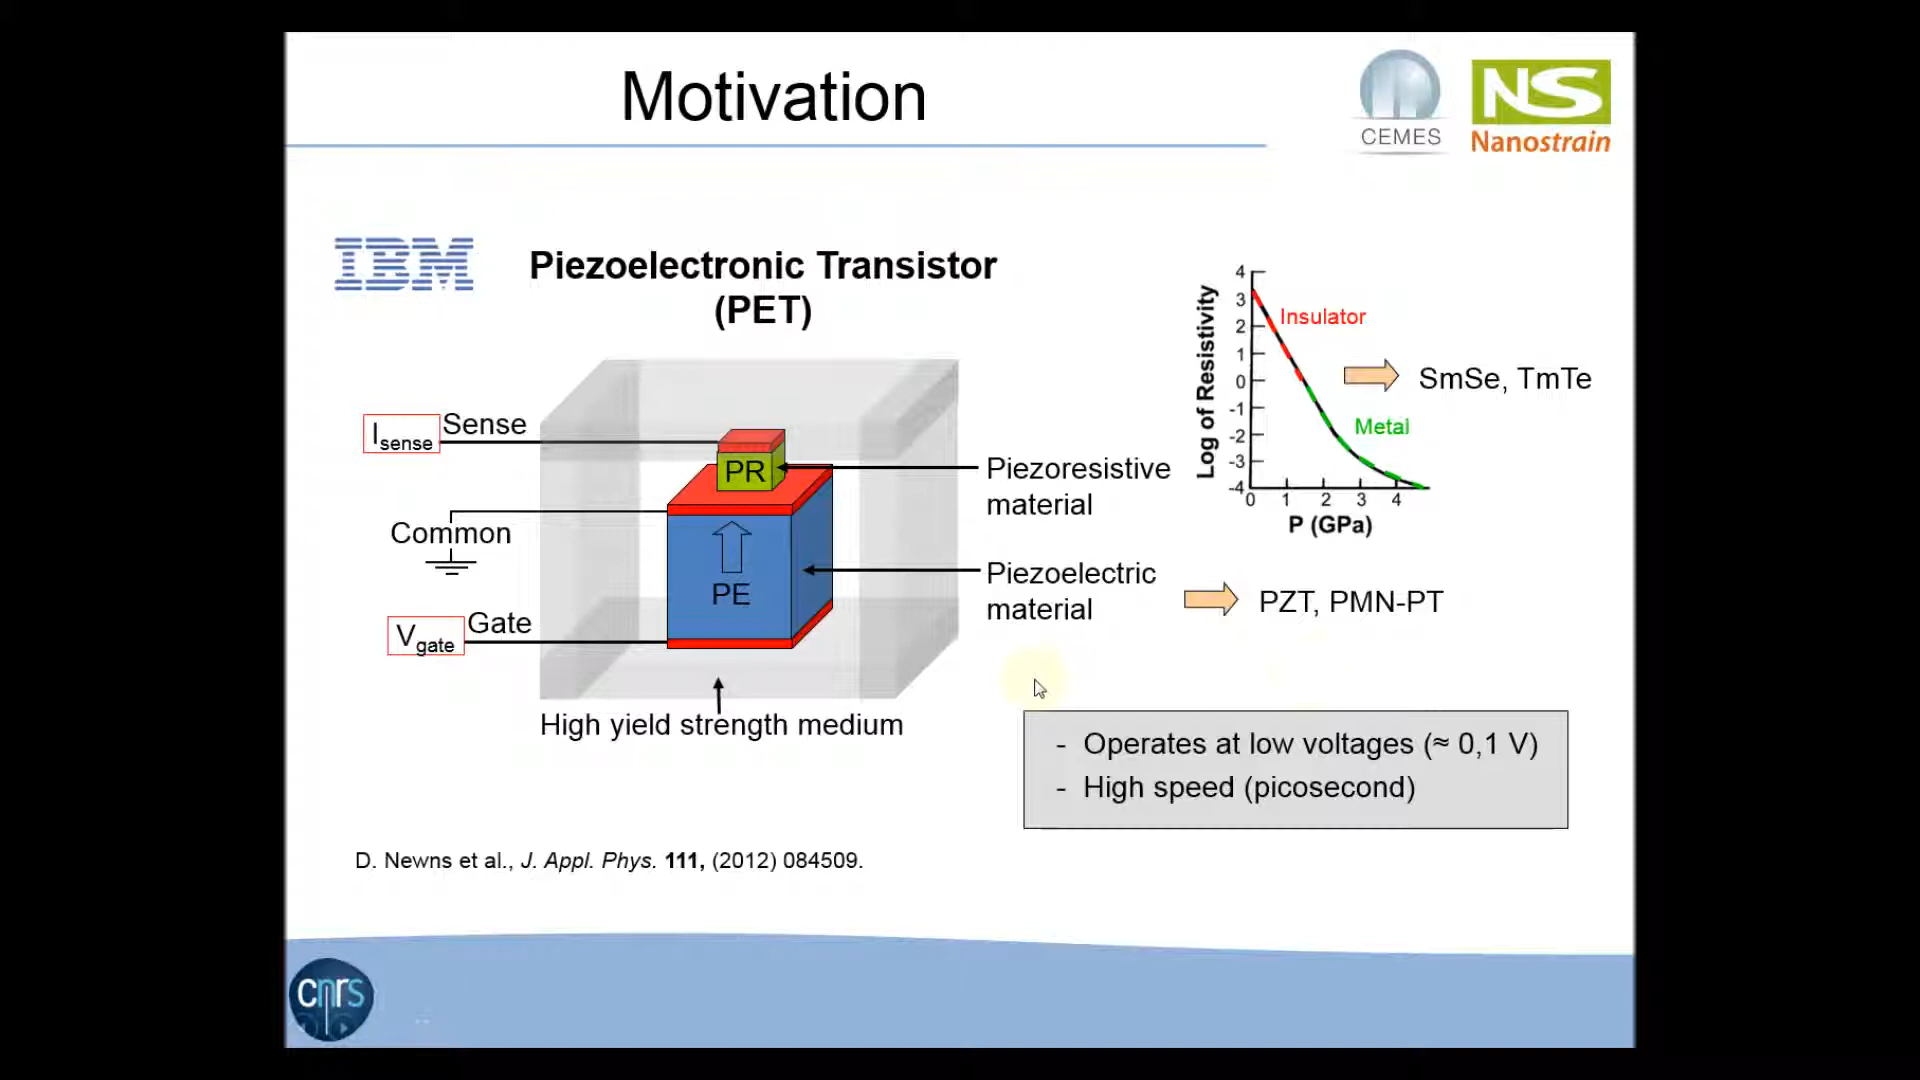 Motivation
CEMES
NS
Nanostrain
IBM
Piezoelectronic Transistor
(PET)
Isense
Sense
Common
Vgate
Gate
PR
PE
Piezoresistive
material
Piezoelectric
material
High yield strength medium
Log of Resistivity
4
3
2
1
0
-1
-2
-3
-4
0 1 2 3 4
P (GPa)
Insulator
Metal
SmSe, TmTe
PZT, PMN-PT
- Operates at low voltages (≈ 0,1 V)
- High speed (picosecond)
D. Newns et al., J. Appl. Phys. 111, (2012) 084509.
cnrs